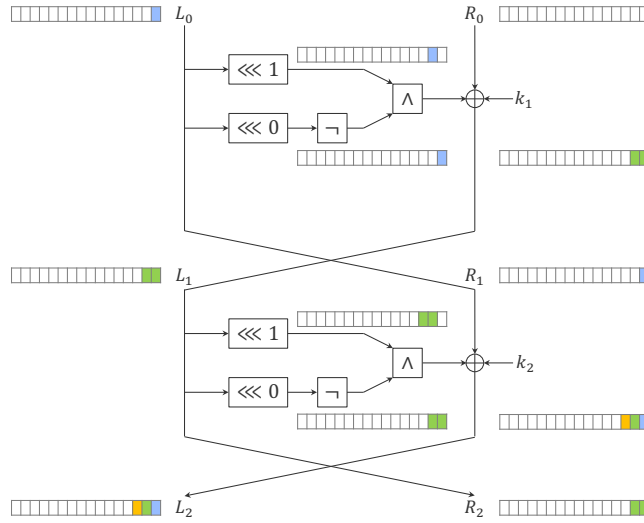 L₀ R₀
⋘ 1
∧ k₁
⋘ 0 ¬
L₁ R₁
⋘ 1
∧ k₂
⋘ 0 ¬
L₂ R₂